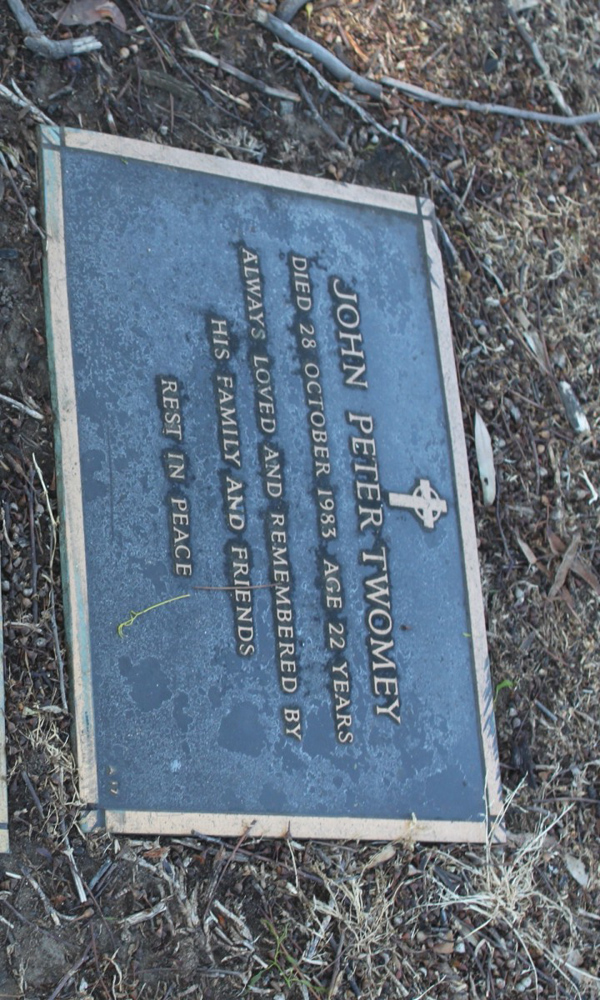 JOHN PETER TWOMEY
DIED 28 OCTOBER 1983 AGE 22 YEARS
ALWAYS LOVED AND REMEMBERED BY
HIS FAMILY AND FRIENDS
REST IN PEACE